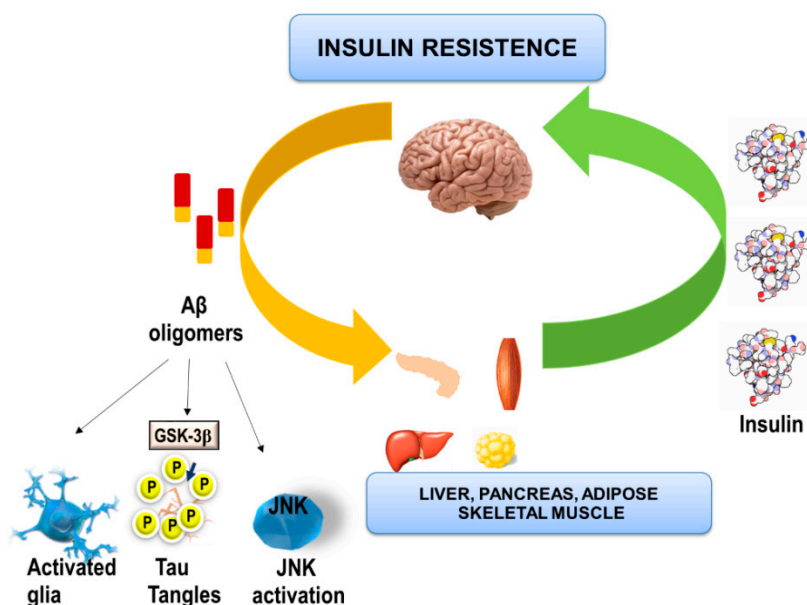 INSULIN RESISTENCE
Aβ
oligomers
Insulin
GSK-3β
P
P
P
P
P
P
P
JNK
LIVER, PANCREAS, ADIPOSE
SKELETAL MUSCLE
Activated
glia
Tau
Tangles
JNK
activation